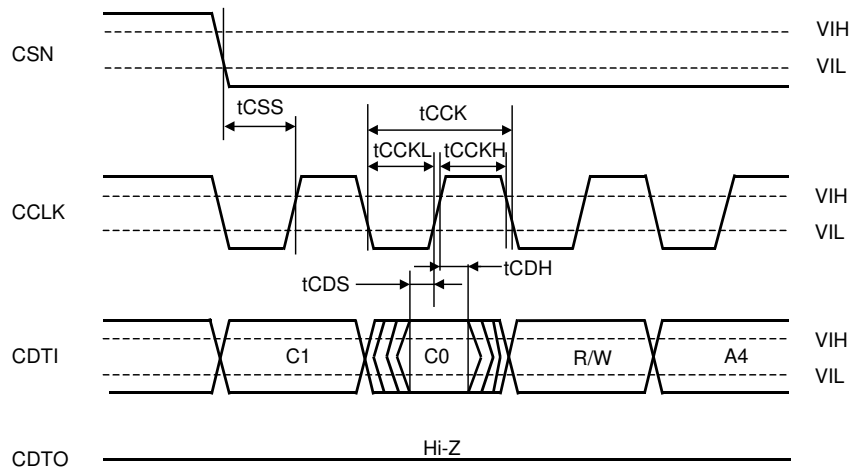 CSN
VIH
VIL
tCSS
tCCK
tCCKL
tCCKH
CCLK
VIH
VIL
tCDS
tCDH
CDTI
C1
C0
R/W
A4
VIH
VIL
CDTO
Hi-Z